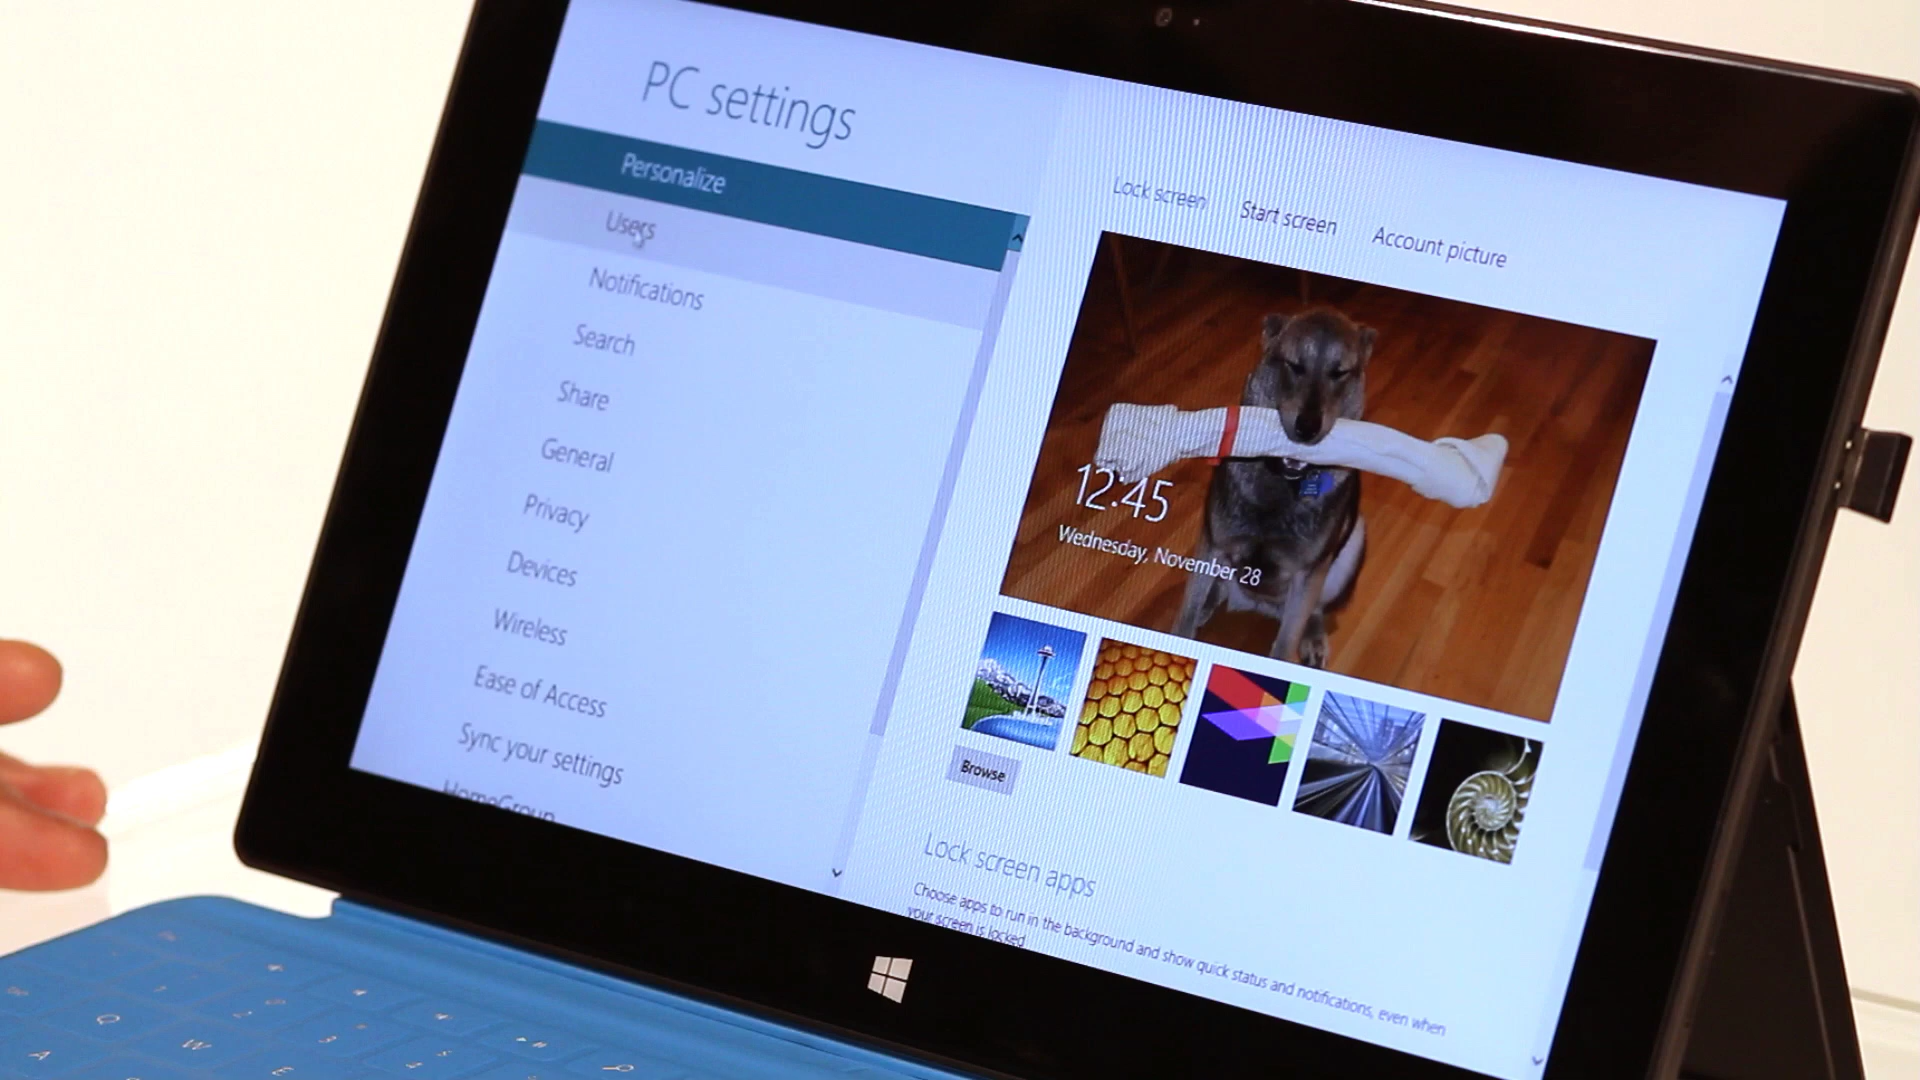 PC settings
Personalize
Users
Notifications
Search
Share
General
Privacy
Devices
Wireless
Ease of Access
Sync your settings
HomeGroup
Lock screen
Start screen
Account picture
12:45
Wednesday, November 28
Browse
Lock screen apps
Choose apps to run in the background and show quick status and notifications, even when
your screen is locked
Q W E
A